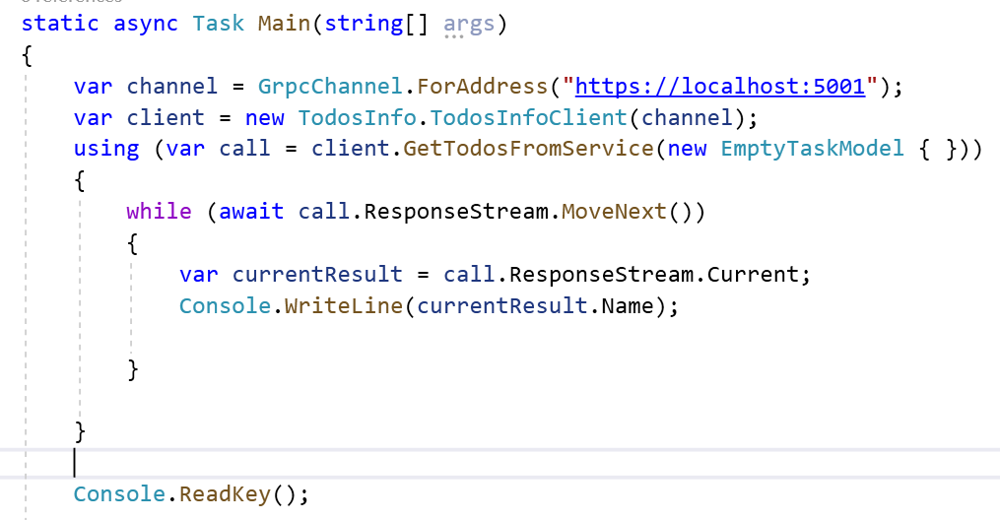 static async Task Main(string[] args)
{
    var channel = GrpcChannel.ForAddress("https://localhost:5001");
    var client = new TodosInfo.TodosInfoClient(channel);
    using (var call = client.GetTodosFromService(new EmptyTaskModel { }))
    {
        while (await call.ResponseStream.MoveNext())
        {
            var currentResult = call.ResponseStream.Current;
            Console.WriteLine(currentResult.Name);
        }
    }
    Console.ReadKey();